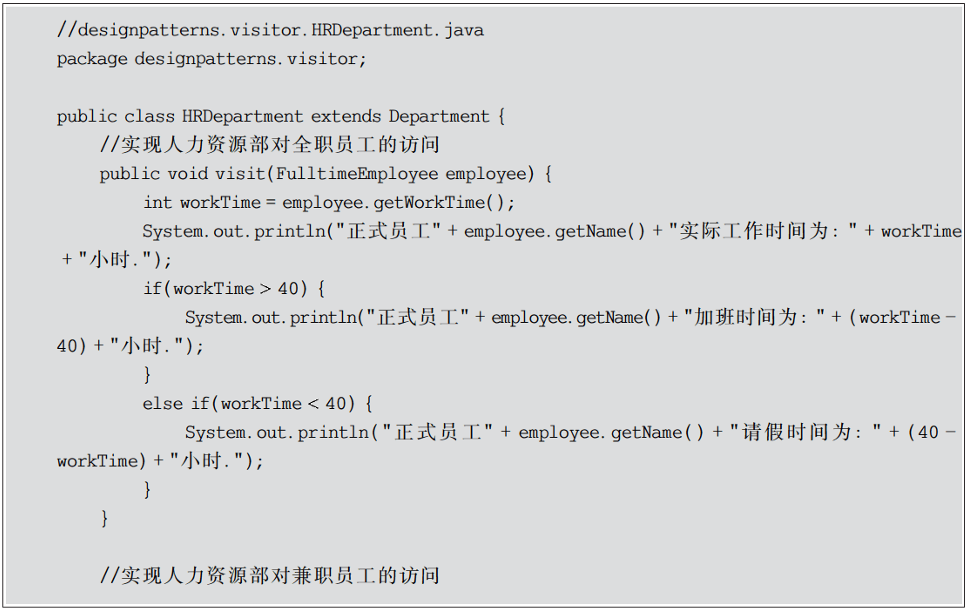 //designpatterns.visitor.HRDepartment.java
package designpatterns.visitor;

public class HRDepartment extends Department {
    //实现人力资源部对全职员工的访问
    public void visit(FulltimeEmployee employee) {
        int workTime = employee.getWorkTime();
        System.out.println("正式员工" + employee.getName() + "实际工作时间为: " + workTime
+ "小时.");
        if(workTime > 40) {
            System.out.println("正式员工" + employee.getName() + "加班时间为: " + (workTime -
40) + "小时.");
        }
        else if(workTime < 40) {
            System.out.println("正式员工" + employee.getName() + "请假时间为: " + (40 -
workTime) + "小时.");
        }
    }

    //实现人力资源部对兼职员工的访问